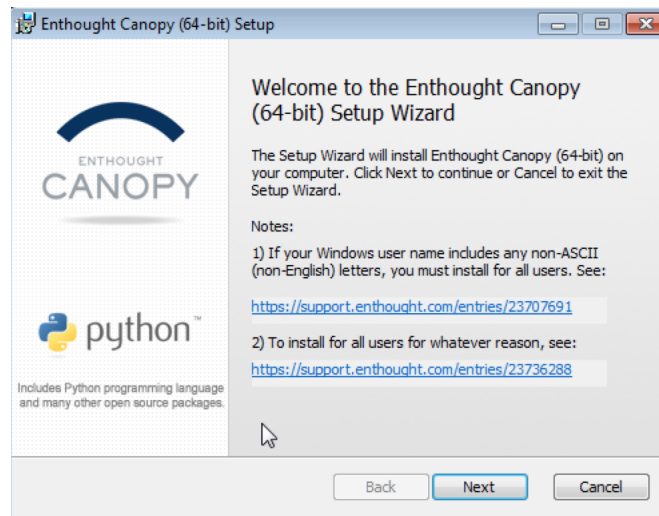 Enthought Canopy (64-bit) Setup
ENTHOUGHT
CANOPY
python™
Includes Python programming language
and many other open source packages.
Welcome to the Enthought Canopy
(64-bit) Setup Wizard
The Setup Wizard will install Enthought Canopy (64-bit) on
your computer. Click Next to continue or Cancel to exit the
Setup Wizard.
Notes:
1) If your Windows user name includes any non-ASCII
(non-English) letters, you must install for all users. See:
https://support.enthought.com/entries/23707691
2) To install for all users for whatever reason, see:
https://support.enthought.com/entries/23736288
Back Next Cancel